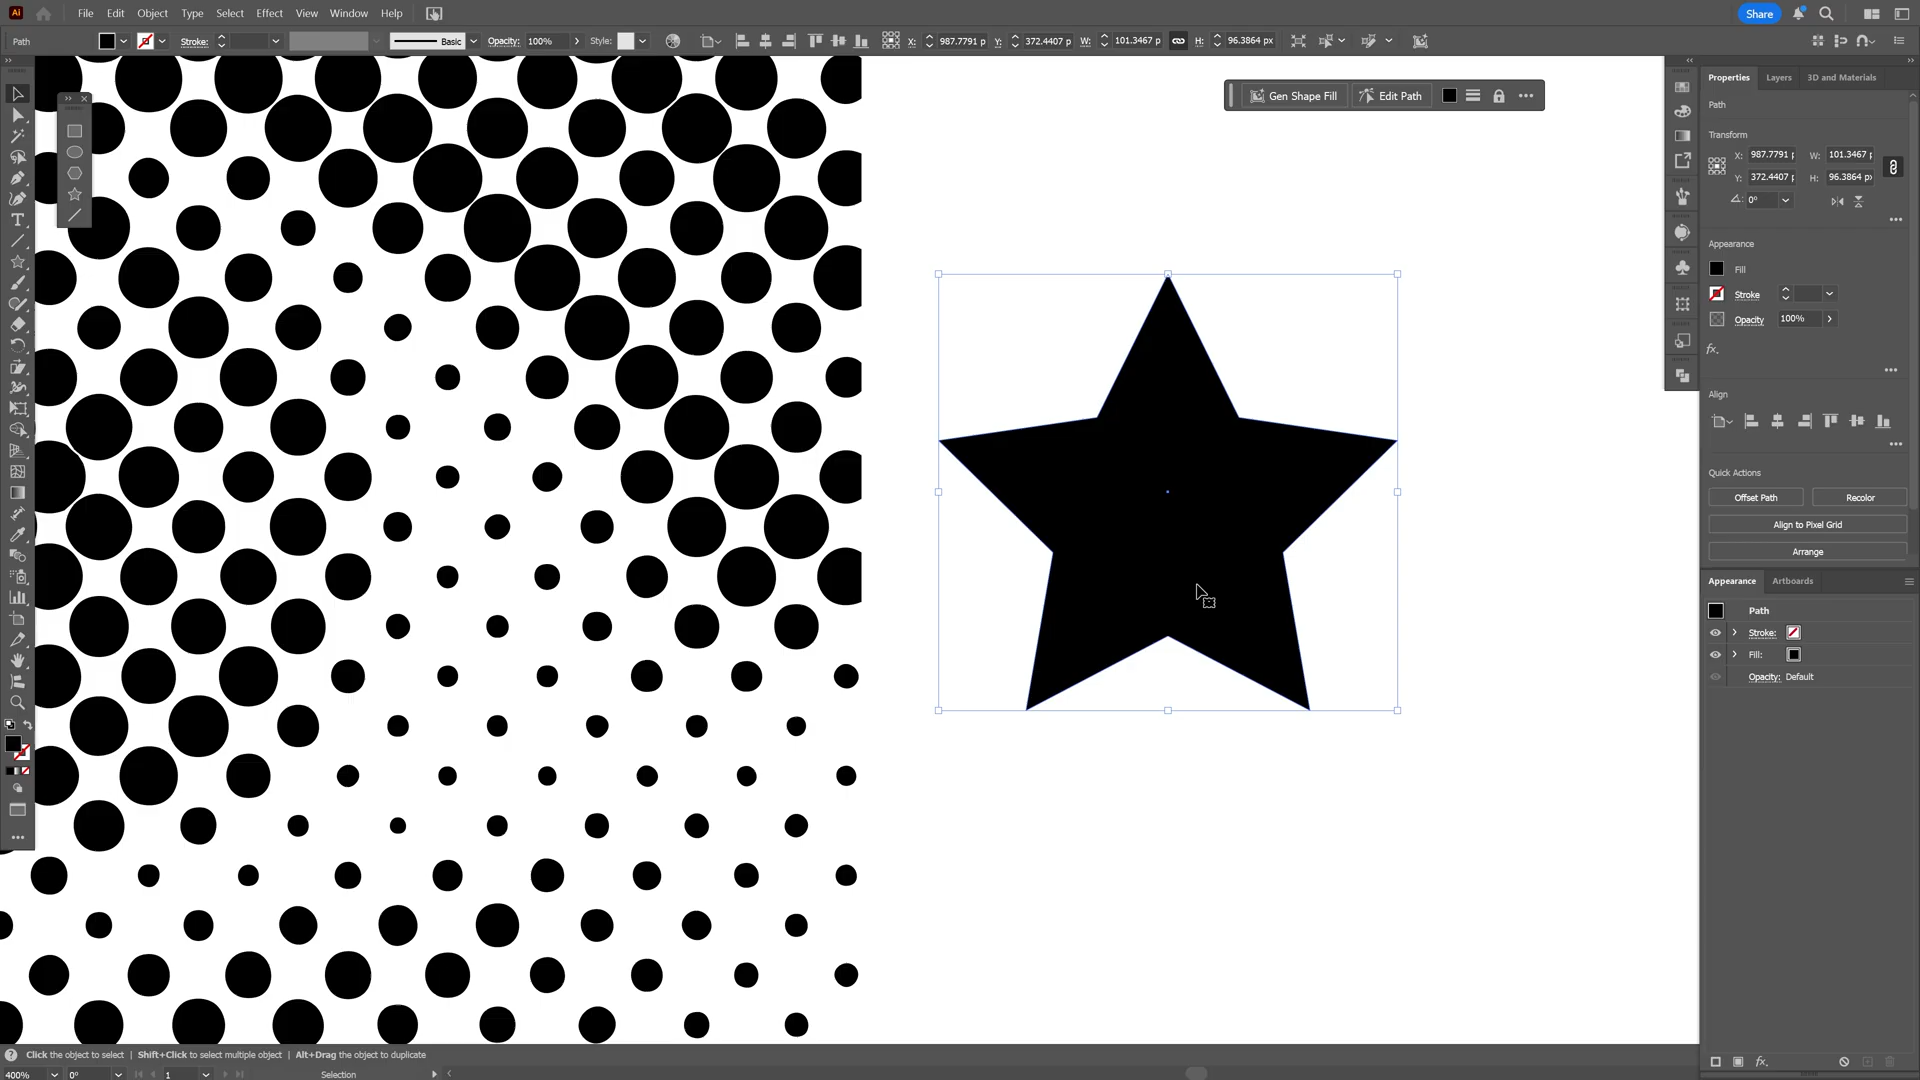 Ai File Edit Object Type Select Effect View Window Help Share
Path Stroke: Basic Opacity: 100% Style: X: 987.7791 p Y: 372.4407 p W: 101.3467 p H: 96.3864 px
Properties Layers 3D and Materials
Gen Shape Fill Edit Path
Path
Transform
X: 987.7791 p W: 101.3467 p
Y: 372.4407 p H: 96.3864 px
0°
Appearance
Fill
Stroke
Opacity 100%
fx.
Align
Quick Actions
Offset Path Recolor
Align to Pixel Grid
Arrange
Appearance Artboards
Path
Stroke:
Fill:
Opacity: Default
fx.
Click the object to select | Shift+Click to select multiple object | Alt+Drag the object to duplicate
400% 0° 1 Selection